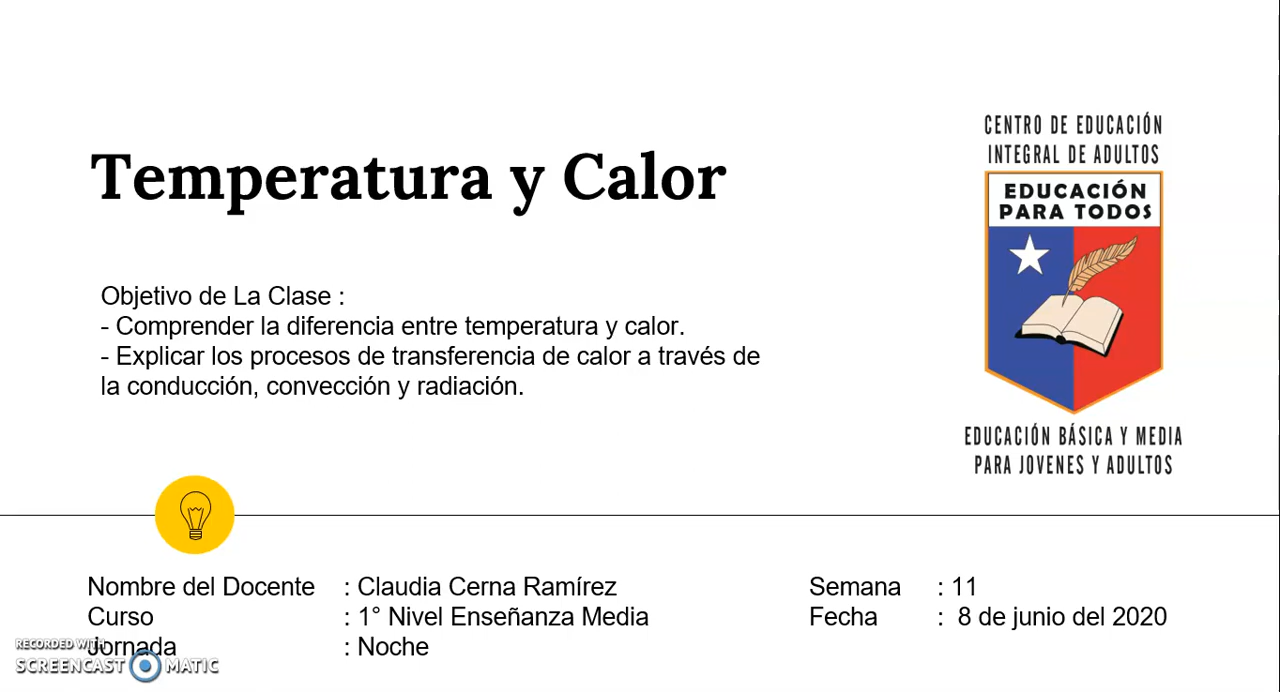 CENTRO DE EDUCACIÓN
INTEGRAL DE ADULTOS
EDUCACIÓN
PARA TODOS
Temperatura y Calor
Objetivo de La Clase :
- Comprender la diferencia entre temperatura y calor.
- Explicar los procesos de transferencia de calor a través de
la conducción, convección y radiación.
EDUCACIÓN BÁSICA Y MEDIA
PARA JOVENES Y ADULTOS
Nombre del Docente : Claudia Cerna Ramírez
Curso : 1° Nivel Enseñanza Media
Jornada : Noche
Semana : 11
Fecha : 8 de junio del 2020
RECORDED WITH
SCREENCAST MATIC